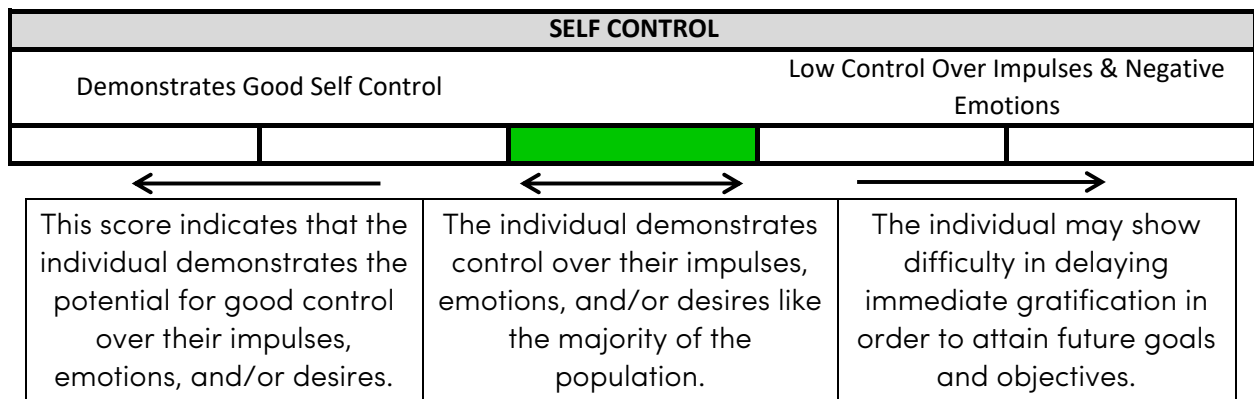 SELF CONTROL
Demonstrates Good Self Control
Low Control Over Impulses & Negative
Emotions
This score indicates that the
individual demonstrates the
potential for good control
over their impulses,
emotions, and/or desires.
The individual demonstrates
control over their impulses,
emotions, and/or desires like
the majority of the
population.
The individual may show
difficulty in delaying
immediate gratification in
order to attain future goals
and objectives.